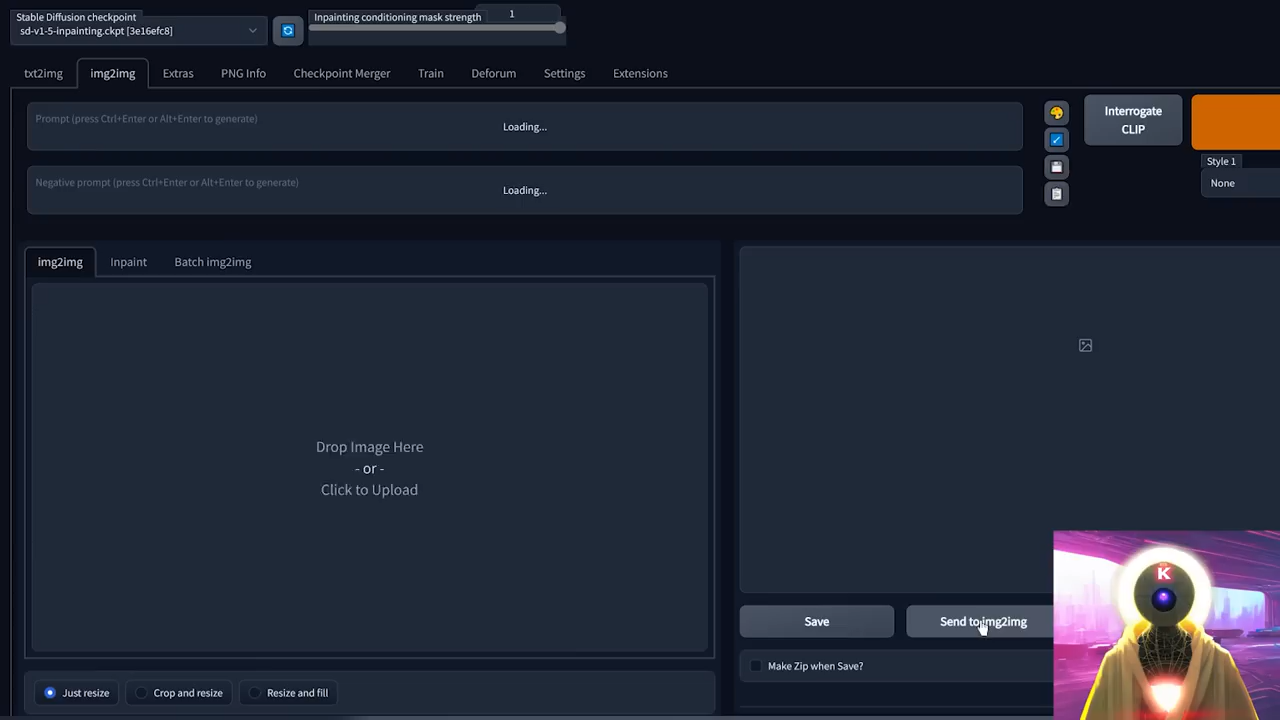 Stable Diffusion checkpoint
sd-v1-5-inpainting.ckpt [3e16efc8]
Inpainting conditioning mask strength
1
txt2img
img2img
Extras
PNG Info
Checkpoint Merger
Train
Deforum
Settings
Extensions
Prompt (press Ctrl+Enter or Alt+Enter to generate)
Loading...
Negative prompt (press Ctrl+Enter or Alt+Enter to generate)
Loading...
Interrogate
CLIP
Style 1
None
img2img
Inpaint
Batch img2img
Drop Image Here
- or -
Click to Upload
Save
Send to img2img
Make Zip when Save?
Just resize
Crop and resize
Resize and fill
K